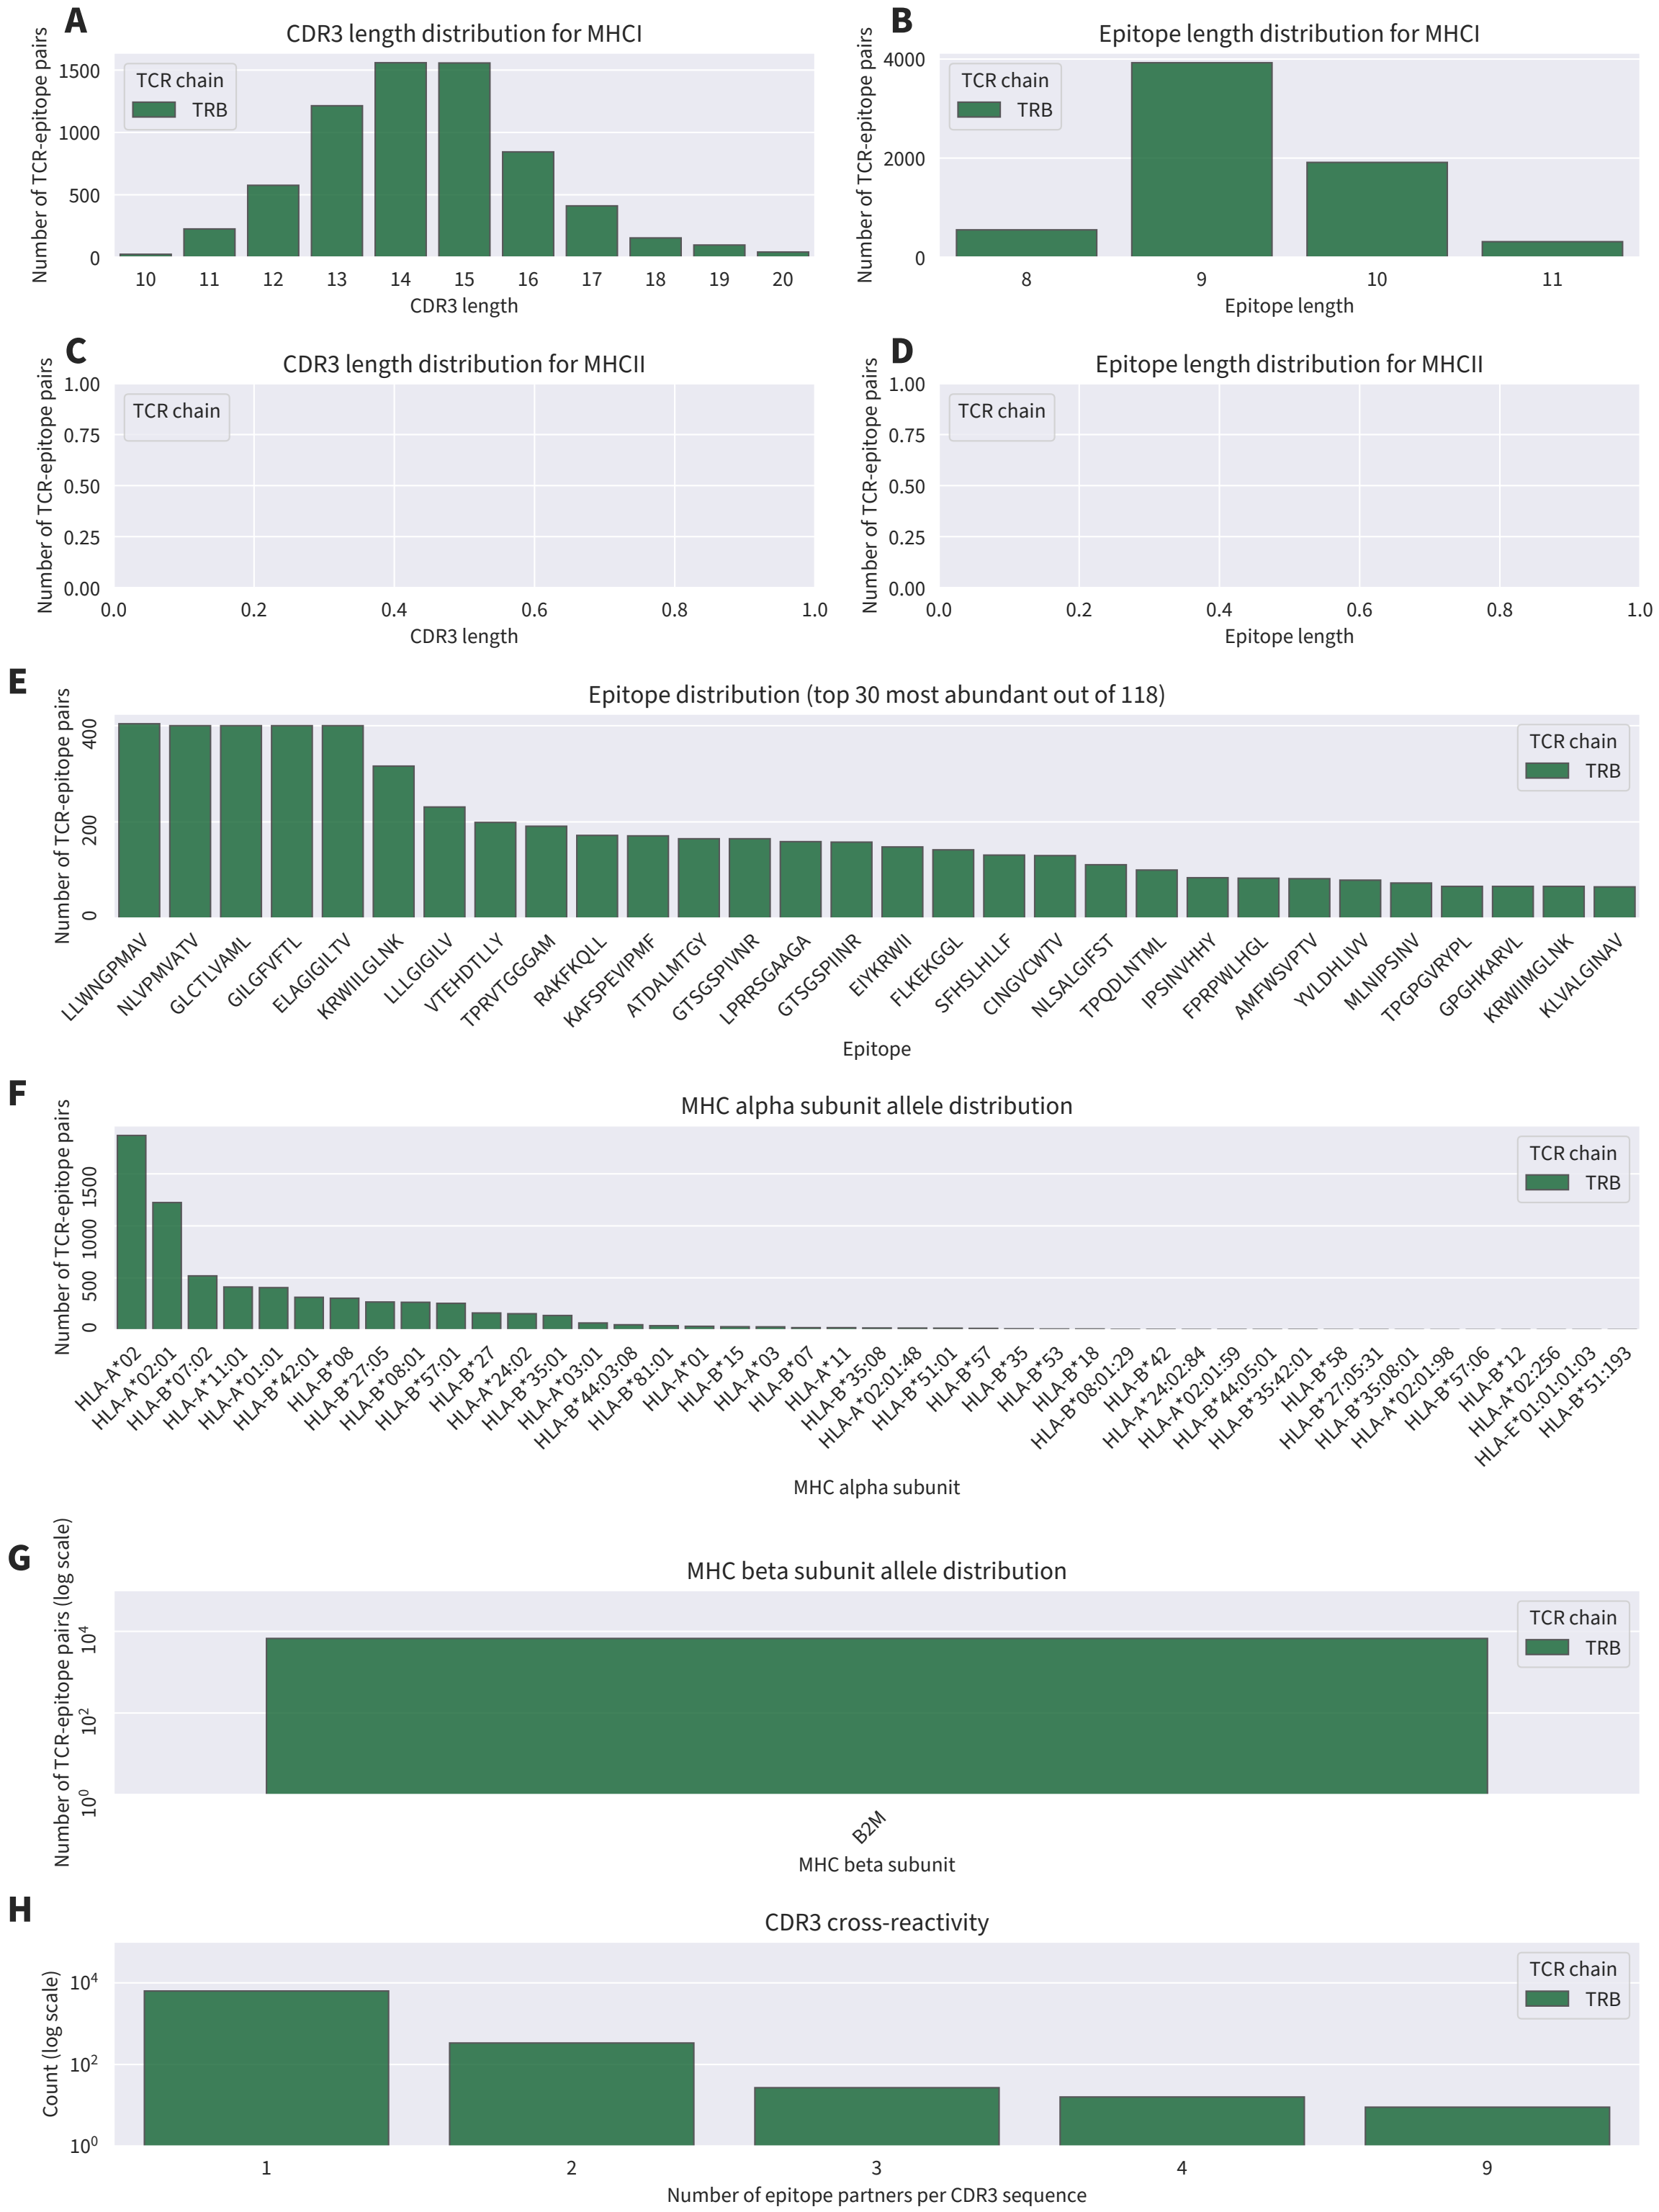 A
CDR3 length distribution for MHCI
Number of TCR-epitope pairs
1500
1000
500
0
TCR chain
TRB
10 11 12 13 14 15 16 17 18 19 20
CDR3 length
B
Epitope length distribution for MHCI
Number of TCR-epitope pairs
4000
2000
0
TCR chain
TRB
8 9 10 11
Epitope length
C
CDR3 length distribution for MHCII
Number of TCR-epitope pairs
1.00
0.75
0.50
0.25
0.00
TCR chain
0.0 0.2 0.4 0.6 0.8 1.0
CDR3 length
D
Epitope length distribution for MHCII
Number of TCR-epitope pairs
1.00
0.75
0.50
0.25
0.00
TCR chain
0.0 0.2 0.4 0.6 0.8 1.0
Epitope length
E
Epitope distribution (top 30 most abundant out of 118)
Number of TCR-epitope pairs
400
200
0
TCR chain
TRB
LLWNGPMAV
NLVPMVATV
GLCTLVAML
GILGFVFTL
ELAGIGILTV
KRWIILGLNK
LLLGIGILV
VTEHDTLLY
TPRVTGGGAM
RAKFKQLL
KAFSPEVIPMF
ATDALMTGY
GTSGSPIVNR
LPRRSGAAGA
GTSGSPIINR
EIYKRWII
FLKEKGGL
SFHSLHLLF
CINGVCWTV
NLSALGIFST
TPQDLNTML
IPSINVHHY
FPRPWLHGL
AMFWSVPTV
YVLDHLIVV
MLNIPSINV
TPGPGVRYPL
GPGHKARVL
KRWIIMGLNK
KLVALGINAV
Epitope
F
MHC alpha subunit allele distribution
Number of TCR-epitope pairs
1500
1000
500
0
TCR chain
TRB
HLA-A*02
HLA-A*02:01
HLA-B*07:02
HLA-A*11:01
HLA-A*01:01
HLA-B*42:01
HLA-B*08
HLA-B*27:05
HLA-B*08:01
HLA-B*57:01
HLA-B*27
HLA-A*24:02
HLA-B*35:01
HLA-A*03:01
HLA-B*44:03:08
HLA-B*81:01
HLA-A*01
HLA-B*15
HLA-A*03
HLA-B*07
HLA-A*11
HLA-B*35:08
HLA-A*02:01:48
HLA-B*51:01
HLA-B*57
HLA-B*35
HLA-B*53
HLA-B*18
HLA-B*08:01:29
HLA-B*42
HLA-A*24:02:84
HLA-A*02:01:59
HLA-B*44:05:01
HLA-B*35:42:01
HLA-B*58
HLA-B*27:05:31
HLA-B*35:08:01
HLA-A*02:01:98
HLA-B*57:06
HLA-B*12
HLA-A*02:256
HLA-E*01:01:01:03
HLA-B*51:193
MHC alpha subunit
G
MHC beta subunit allele distribution
Number of TCR-epitope pairs (log scale)
10⁴
10²
10⁰
TCR chain
TRB
B2M
MHC beta subunit
H
CDR3 cross-reactivity
Count (log scale)
10⁴
10²
10⁰
TCR chain
TRB
1 2 3 4 9
Number of epitope partners per CDR3 sequence